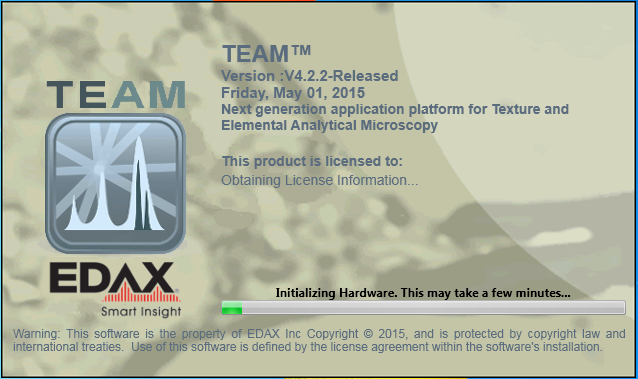 TEAM™
Version :V4.2.2-Released
Friday, May 01, 2015
Next generation application platform for Texture and
Elemental Analytical Microscopy
TEAM
This product is licensed to:
Obtaining License Information...
EDAX
Smart Insight
Initializing Hardware. This may take a few minutes...
Warning: This software is the property of EDAX Inc Copyright © 2015, and is protected by copyright law and
international treaties. Use of this software is defined by the license agreement within the software's installation.